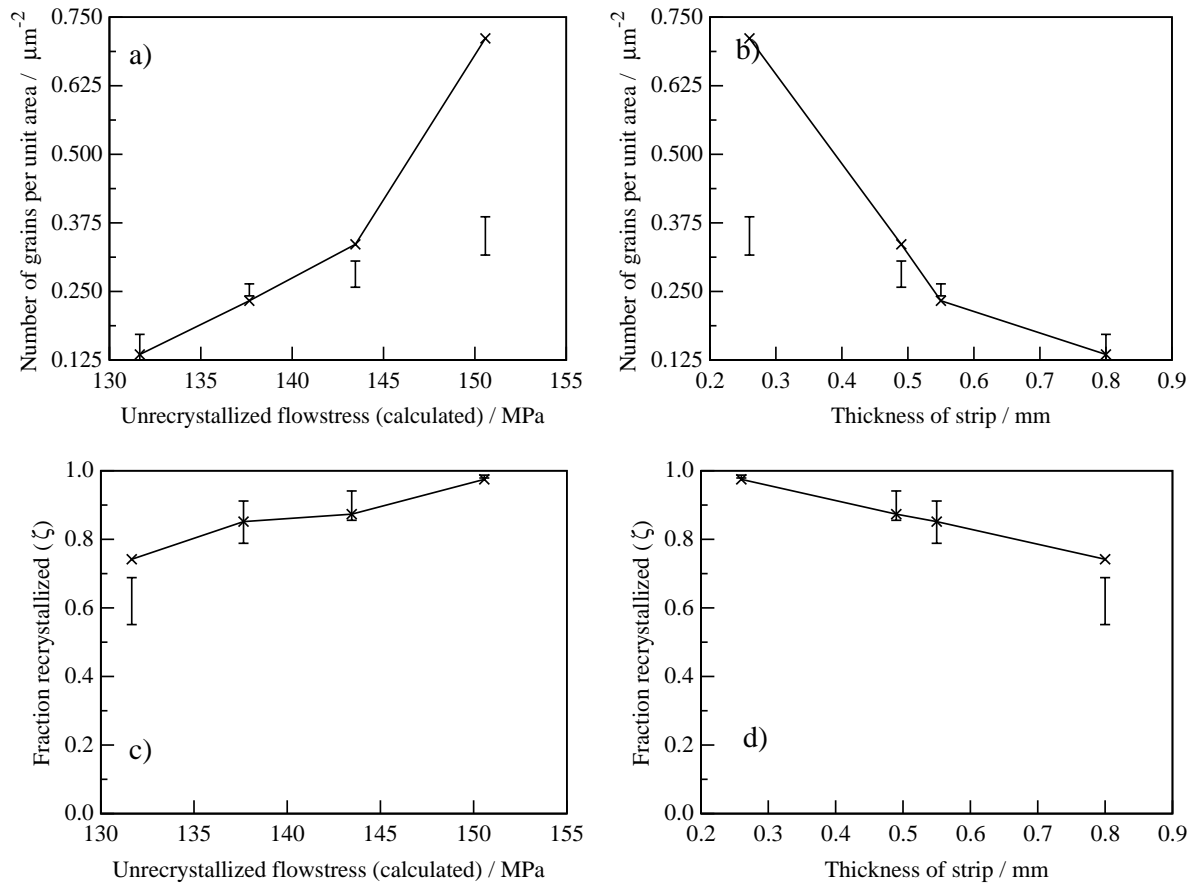 a)
Number of grains per unit area / μm-2
0.750
0.625
0.500
0.375
0.250
0.125
130 135 140 145 150 155
Unrecrystallized flowstress (calculated) / MPa
b)
Number of grains per unit area / μm-2
0.750
0.625
0.500
0.375
0.250
0.125
0.2 0.3 0.4 0.5 0.6 0.7 0.8 0.9
Thickness of strip / mm
c)
Fraction recrystallized (ζ)
1.0
0.8
0.6
0.4
0.2
0.0
130 135 140 145 150 155
Unrecrystallized flowstress (calculated) / MPa
d)
Fraction recrystallized (ζ)
1.0
0.8
0.6
0.4
0.2
0.0
0.2 0.3 0.4 0.5 0.6 0.7 0.8 0.9
Thickness of strip / mm